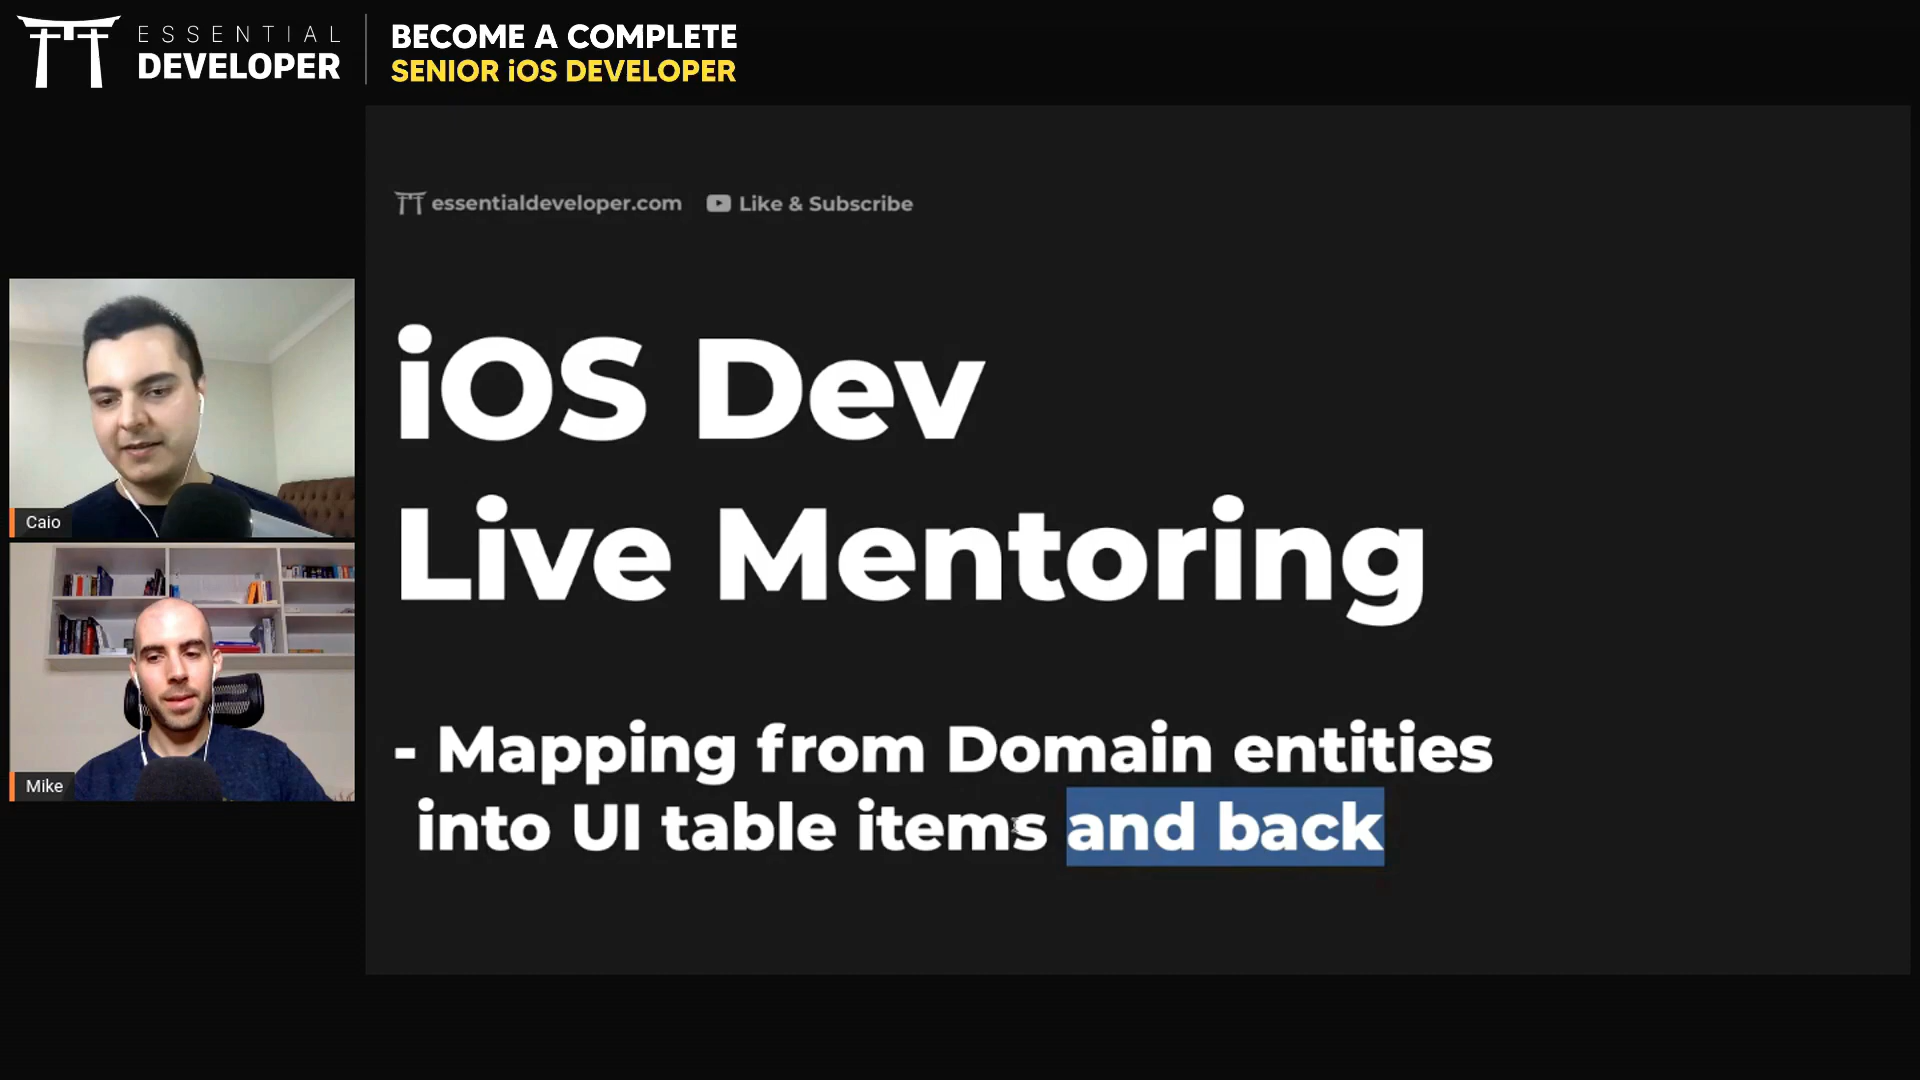 ESSENTIAL
DEVELOPER
BECOME A COMPLETE
SENIOR iOS DEVELOPER
essentialdeveloper.com
Like & Subscribe
iOS Dev
Live Mentoring
- Mapping from Domain entities
into UI table items and back
Caio
Mike